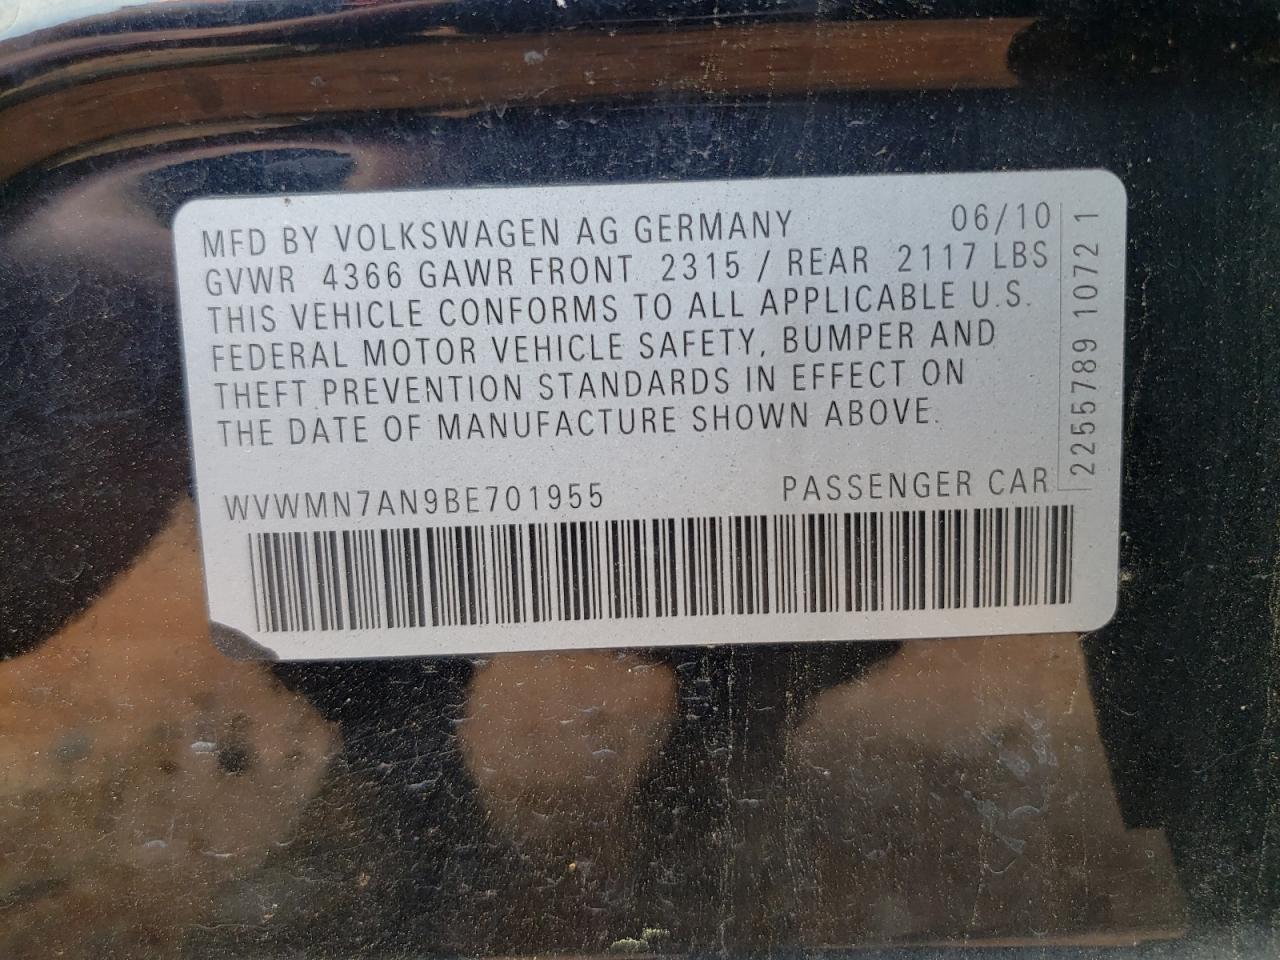 MFD BY VOLKSWAGEN AG GERMANY 06/10
GVWR 4366 GAWR FRONT 2315 / REAR 2117 LBS
THIS VEHICLE CONFORMS TO ALL APPLICABLE U.S.
FEDERAL MOTOR VEHICLE SAFETY, BUMPER AND
THEFT PREVENTION STANDARDS IN EFFECT ON
THE DATE OF MANUFACTURE SHOWN ABOVE.
WVWMN7AN9BE701955 PASSENGER CAR
2255789 1072 1